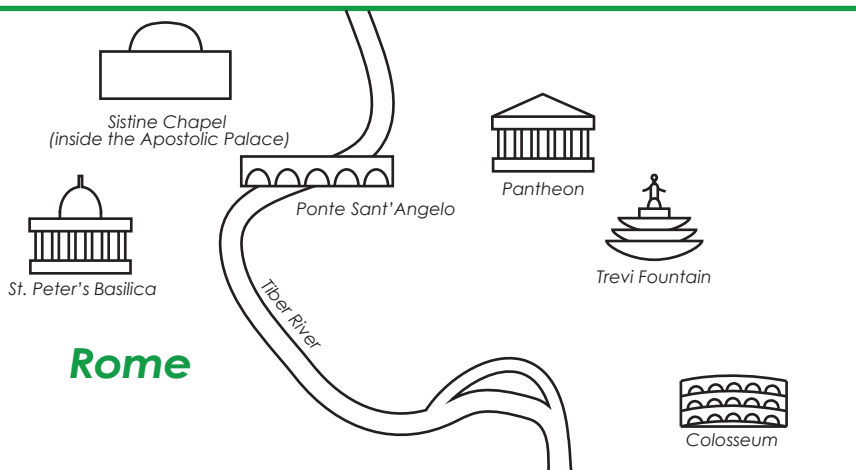 Sistine Chapel
(inside the Apostolic Palace)
Pantheon
Ponte Sant'Angelo
Trevi Fountain
St. Peter's Basilica
Tiber River
Rome
Colosseum